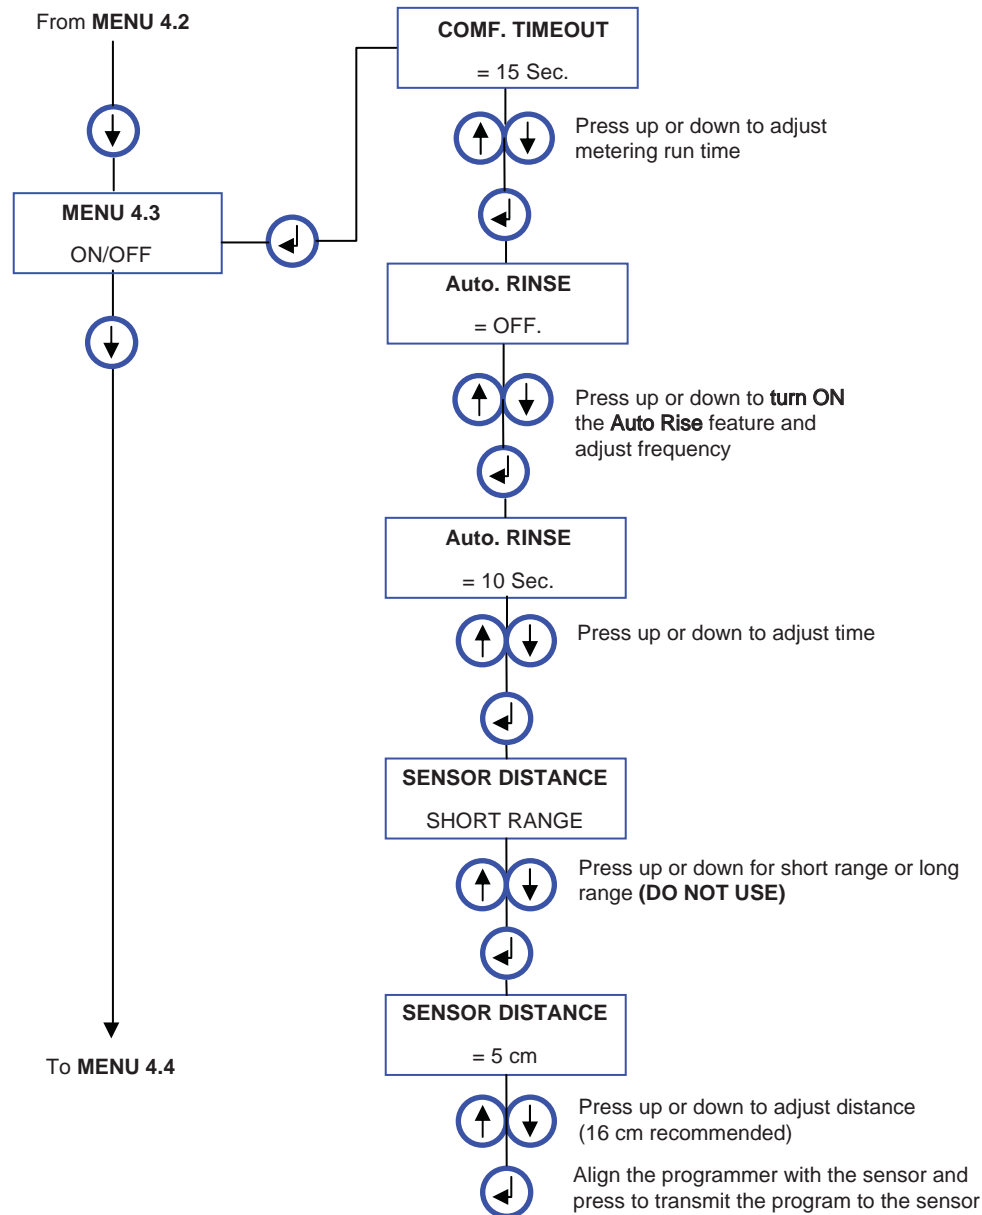 From MENU 4.2
MENU 4.3
ON/OFF
To MENU 4.4
COMF. TIMEOUT
= 15 Sec.
Press up or down to adjust
metering run time
Auto. RINSE
= OFF.
Press up or down to turn ON
the Auto Rise feature and
adjust frequency
Auto. RINSE
= 10 Sec.
Press up or down to adjust time
SENSOR DISTANCE
SHORT RANGE
Press up or down for short range or long
range (DO NOT USE)
SENSOR DISTANCE
= 5 cm
Press up or down to adjust distance
(16 cm recommended)
Align the programmer with the sensor and
press to transmit the program to the sensor